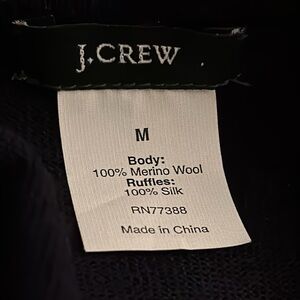 J.CREW
M
Body:
100% Merino Wool
Ruffles:
100% Silk
RN77388
Made in China